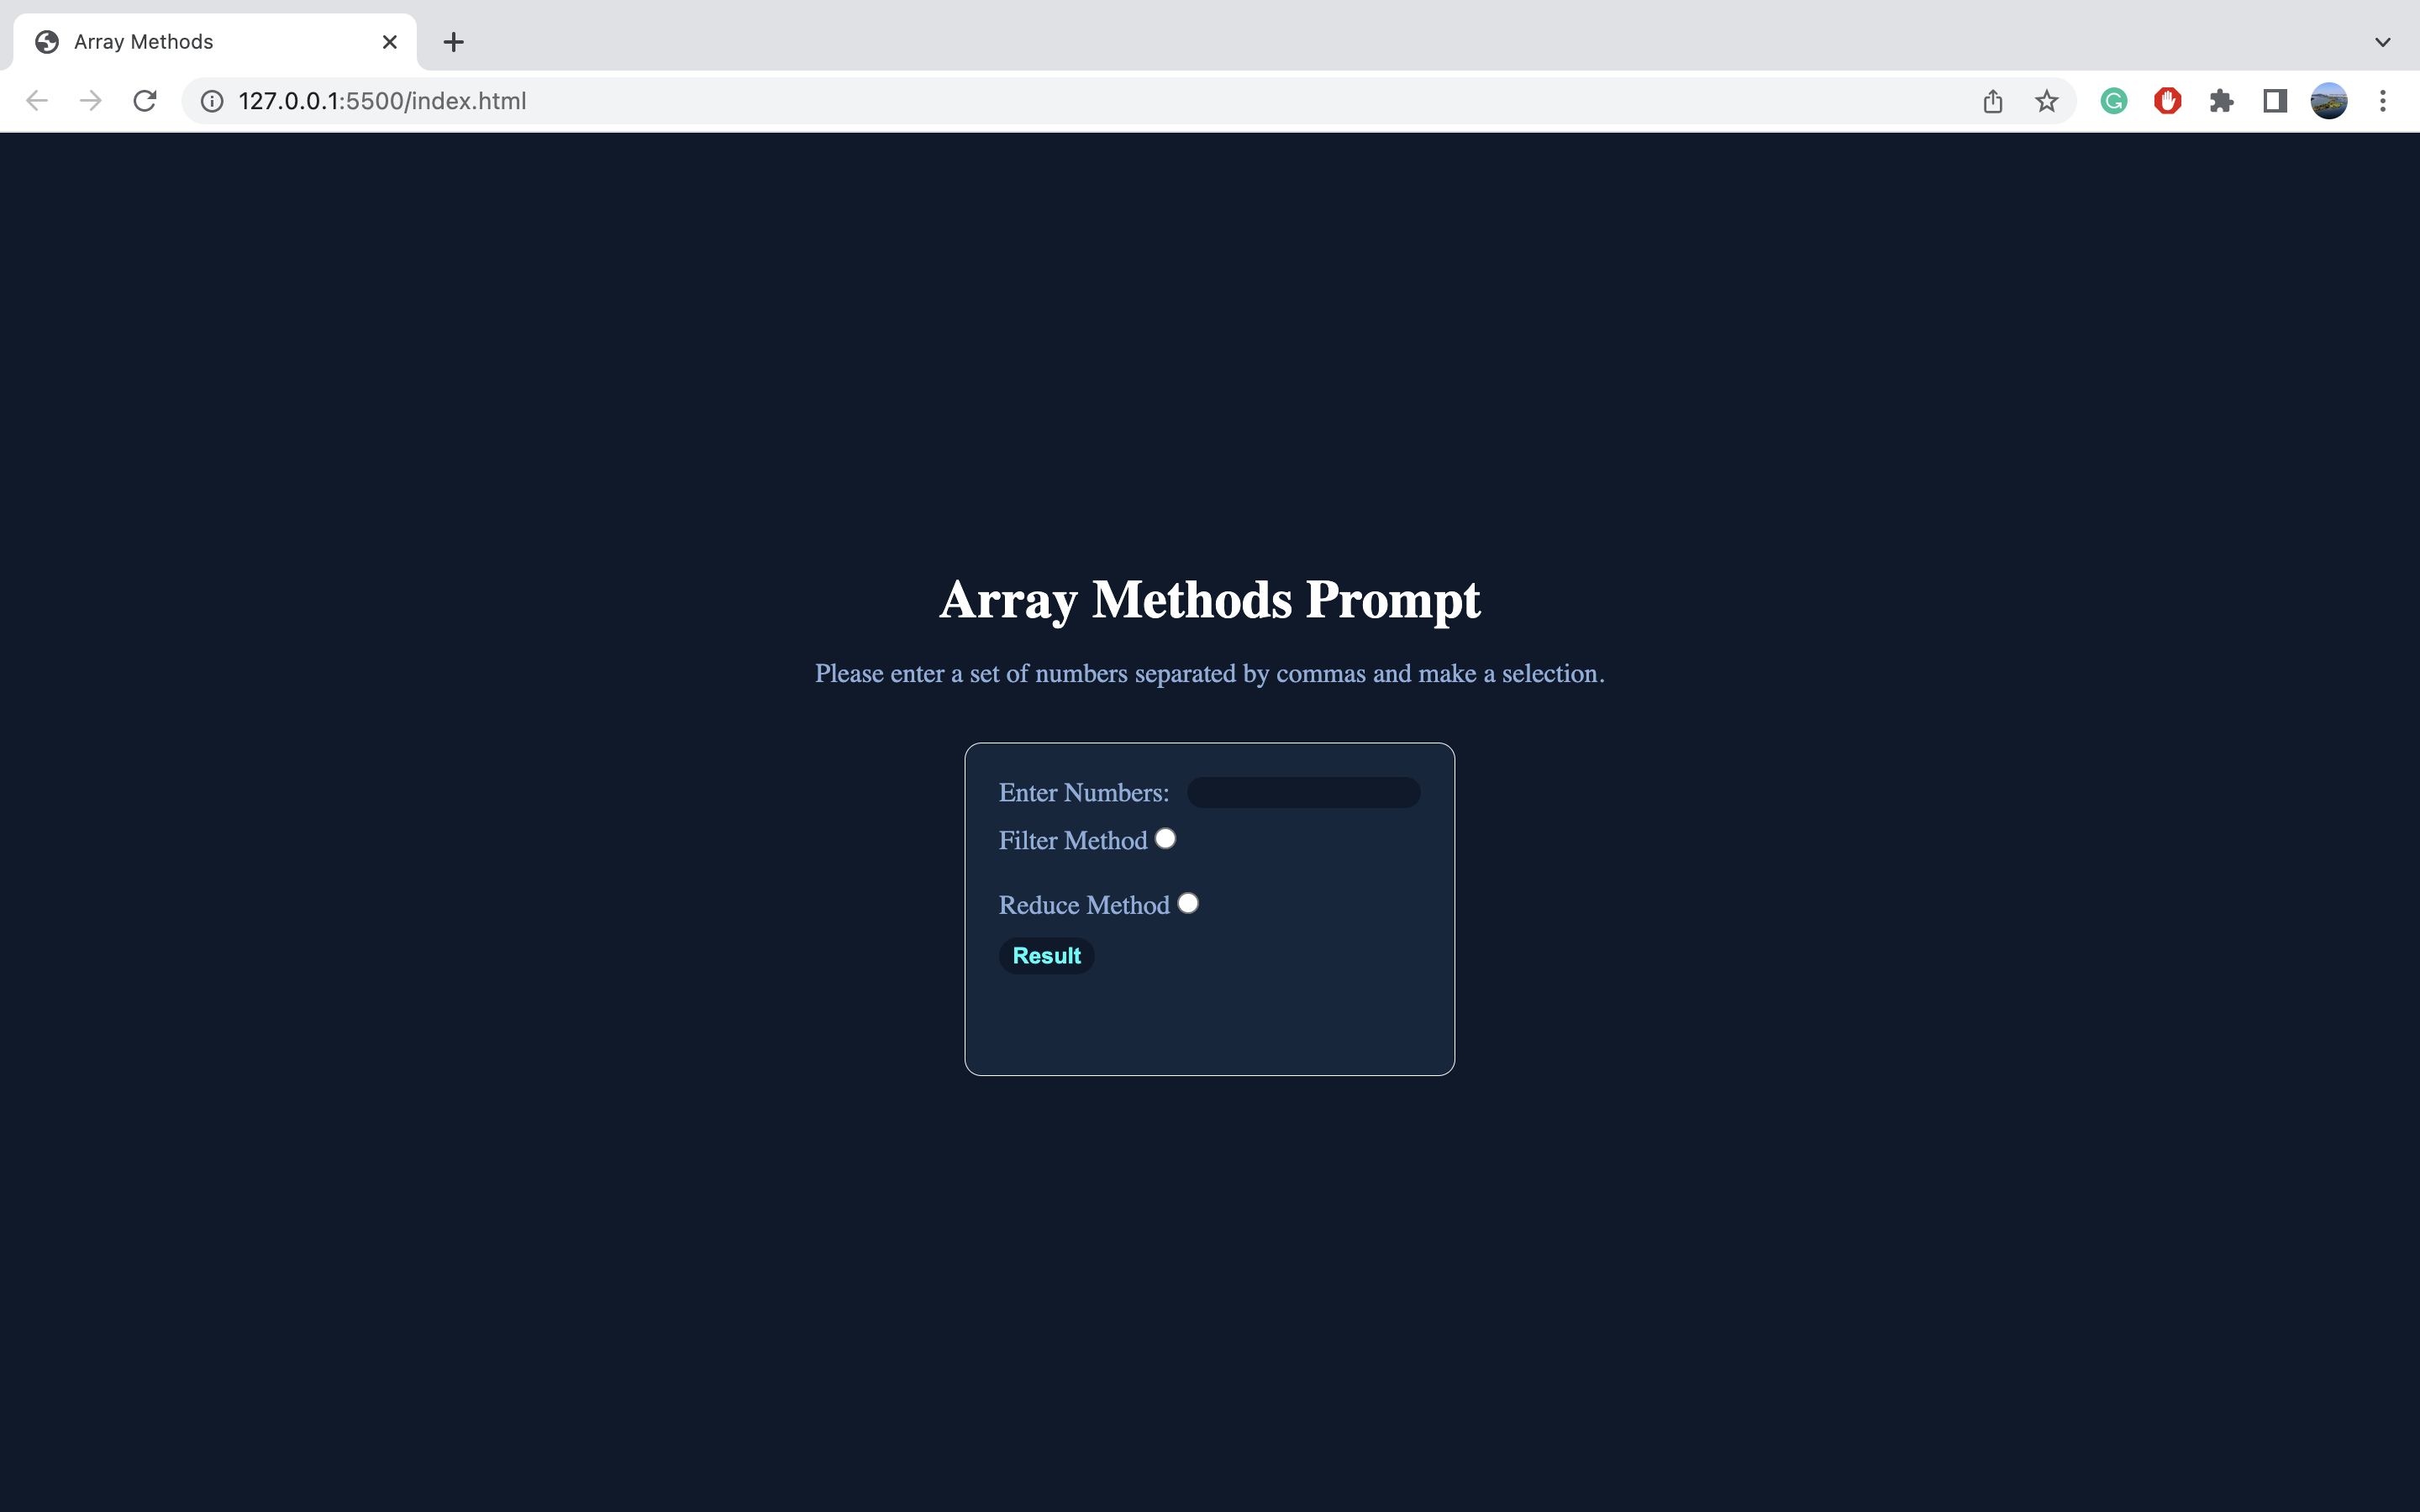 Array Methods
127.0.0.1:5500/index.html
Array Methods Prompt
Please enter a set of numbers separated by commas and make a selection.
Enter Numbers:
Filter Method
Reduce Method
Result